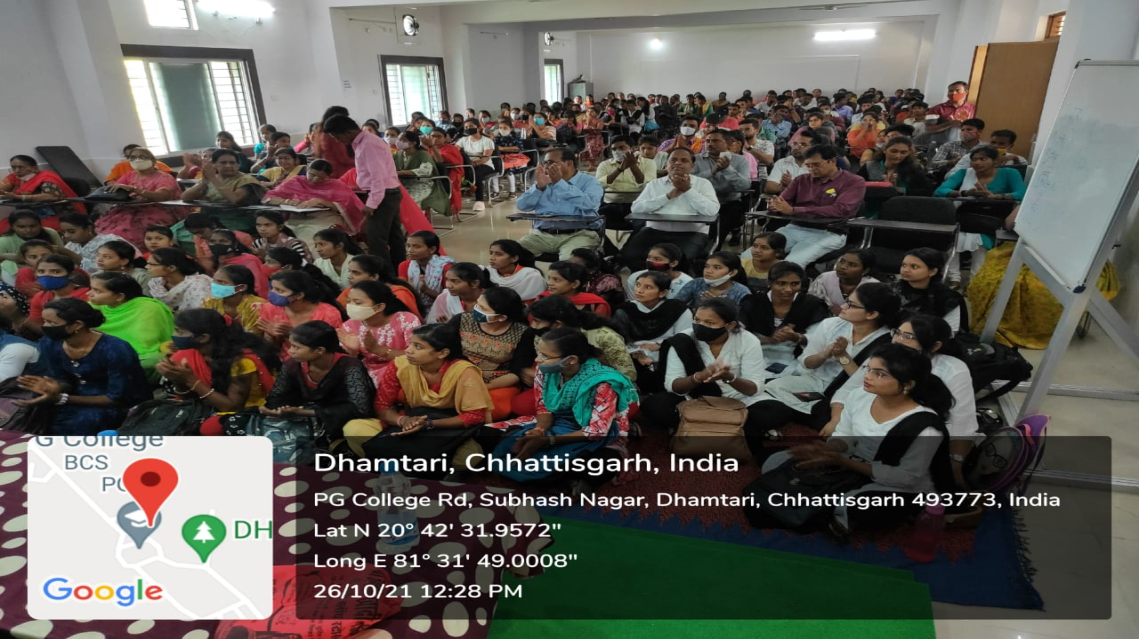 G College
BCS
PG
DH
Google
Dhamtari, Chhattisgarh, India
PG College Rd, Subhash Nagar, Dhamtari, Chhattisgarh 493773, India
Lat N 20° 42' 31.9572"
Long E 81° 31' 49.0008"
26/10/21 12:28 PM